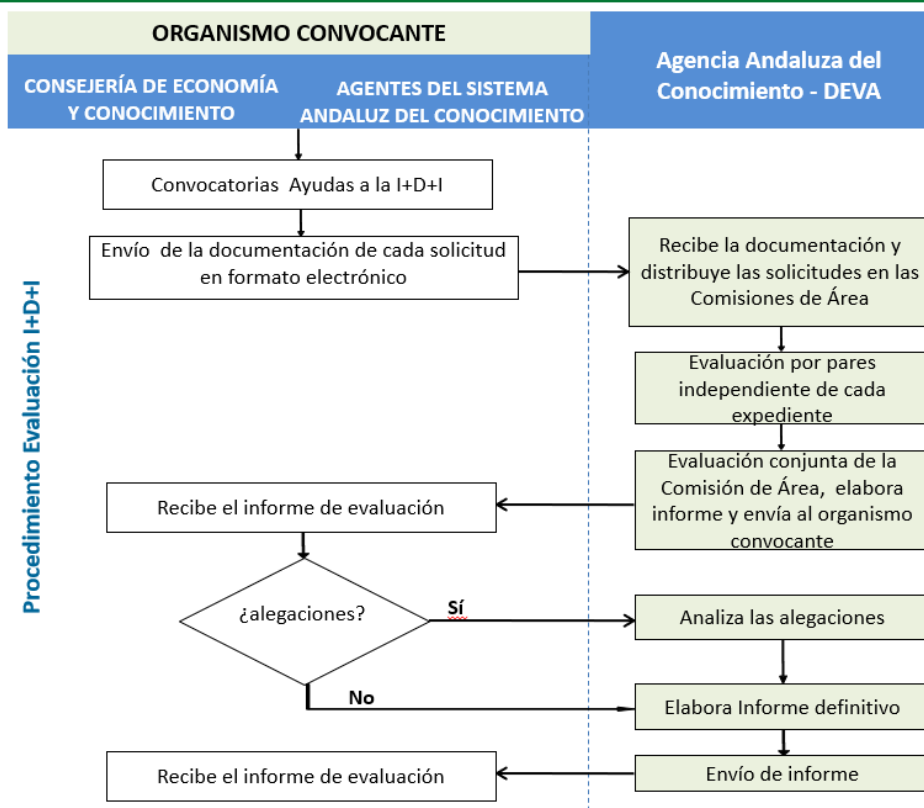 ORGANISMO CONVOCANTE
CONSEJERÍA DE ECONOMÍA
Y CONOCIMIENTO
AGENTES DEL SISTEMA
ANDALUZ DEL CONOCIMIENTO
Agencia Andaluza del
Conocimiento - DEVA
Procedimiento Evaluación I+D+I
Convocatorias Ayudas a la I+D+I
Envío de la documentación de cada solicitud
en formato electrónico
Recibe la documentación y
distribuye las solicitudes en las
Comisiones de Área
Evaluación por pares
independiente de cada
expediente
Evaluación conjunta de la
Comisión de Área, elabora
informe y envía al organismo
convocante
Recibe el informe de evaluación
¿alegaciones?
Sí
Analiza las alegaciones
No
Elabora Informe definitivo
Envío de informe
Recibe el informe de evaluación